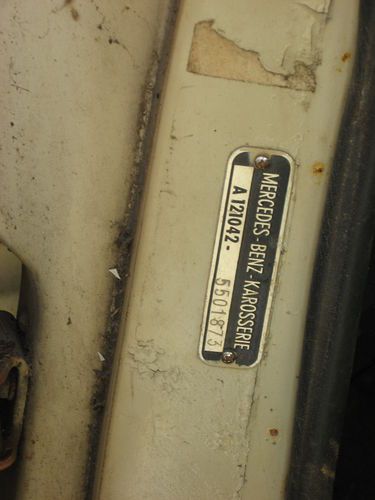 MERCEDES-BENZ-KAROSSERIE
A 121042- 5501873